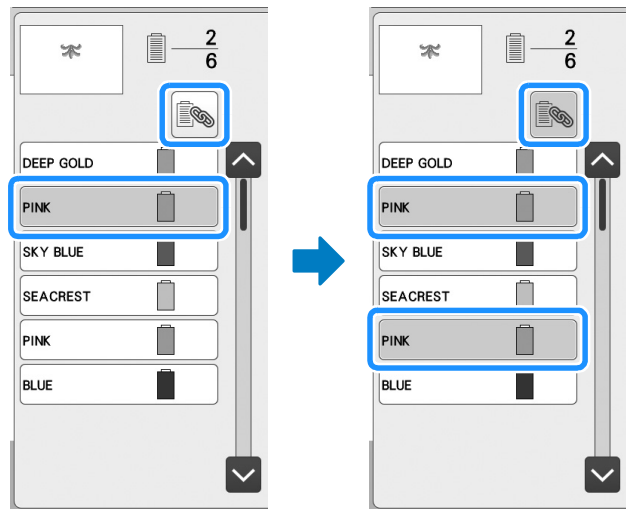 2
6
DEEP GOLD
PINK
SKY BLUE
SEACREST
PINK
BLUE
2
6
DEEP GOLD
PINK
SKY BLUE
SEACREST
PINK
BLUE